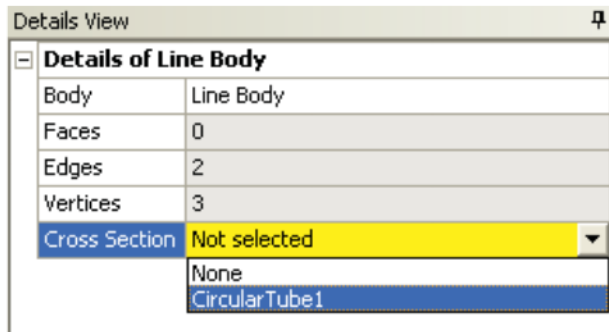 Details View
Details of Line Body
Body Line Body
Faces 0
Edges 2
Vertices 3
Cross Section Not selected
None
CircularTube1